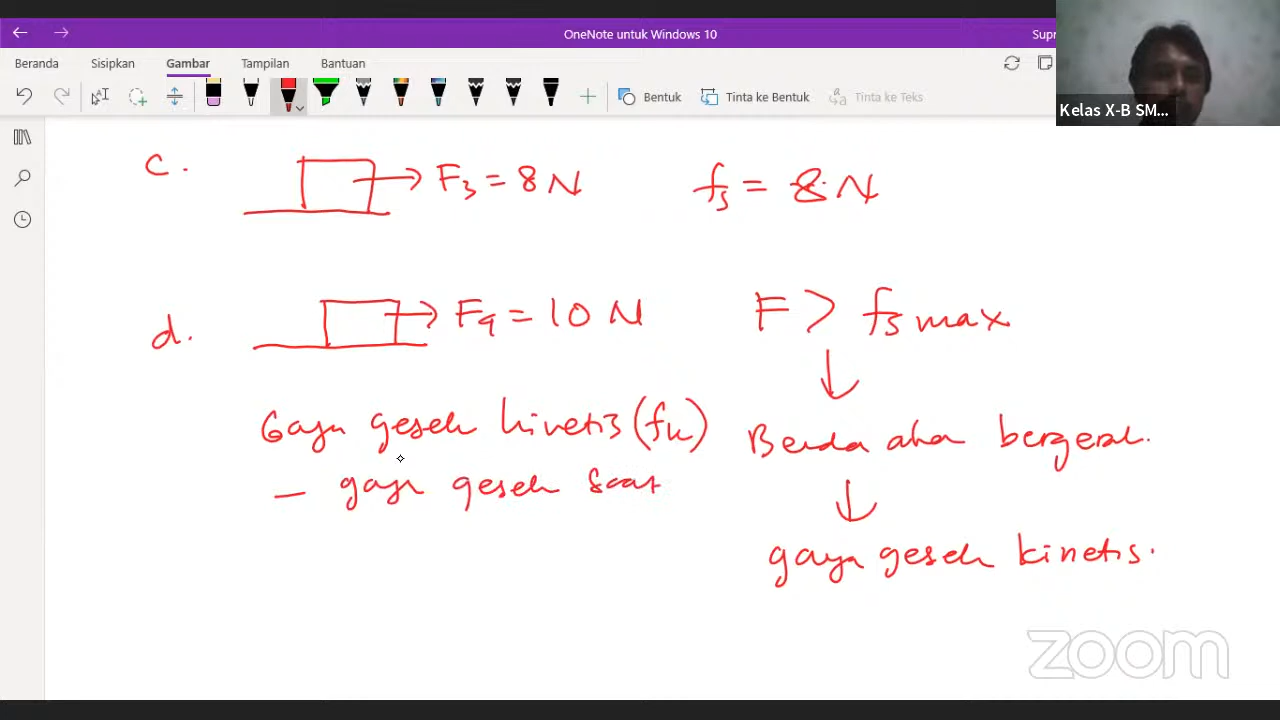 OneNote untuk Windows 10
Supr
Beranda Sisipkan Gambar Tampilan Bantuan
Bentuk Tinta ke Bentuk Tinta ke Teks
Kelas X-B SM...
c. F3 = 8 N fs = 8 N
d. F4 = 10 N F > fs max
Gaya gesek kinetis (fk)
Benda akan bergerak.
- gaya gesek saat
gaya gesek kinetis.
zoom